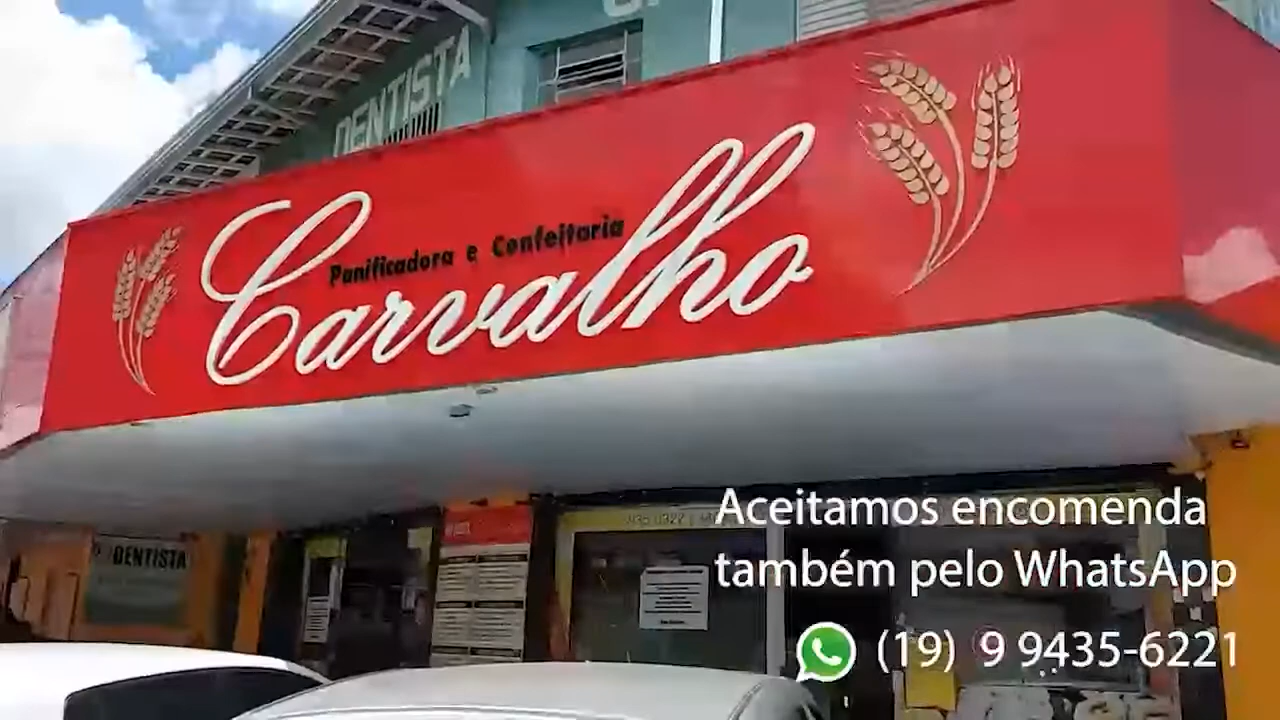 DENTISTA
Panificadora e Confeitaria
Carvalho
DENTISTA
Aceitamos encomenda
também pelo WhatsApp
(19) 9 9435-6221